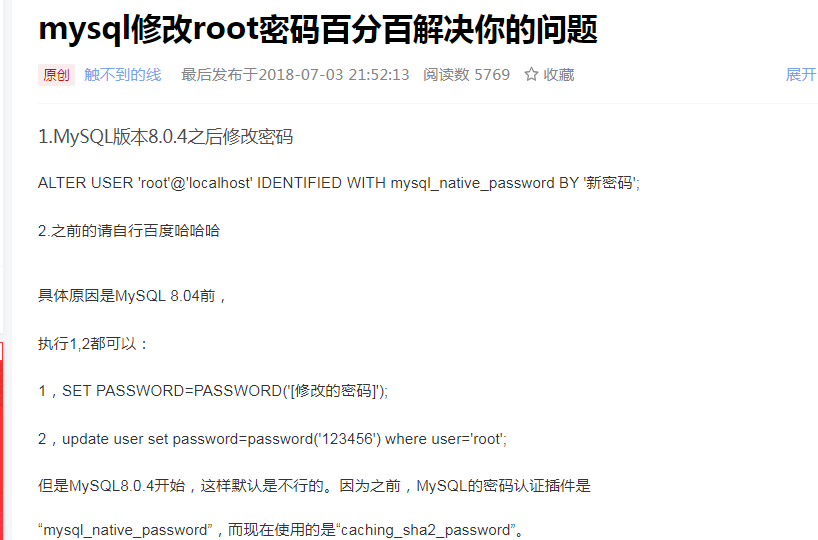 mysql修改root密码百分百解决你的问题
原创 触不到的线 最后发布于2018-07-03 21:52:13 阅读数 5769 ☆ 收藏 展开
1.MySQL版本8.0.4之后修改密码
ALTER USER 'root'@'localhost' IDENTIFIED WITH mysql_native_password BY '新密码';
2.之前的请自行百度哈哈哈
具体原因是MySQL 8.04前，
执行1,2都可以：
1，SET PASSWORD=PASSWORD('[修改的密码]');
2，update user set password=password('123456') where user='root';
但是MySQL8.0.4开始，这样默认是不行的。因为之前，MySQL的密码认证插件是
“mysql_native_password”，而现在使用的是“caching_sha2_password”。